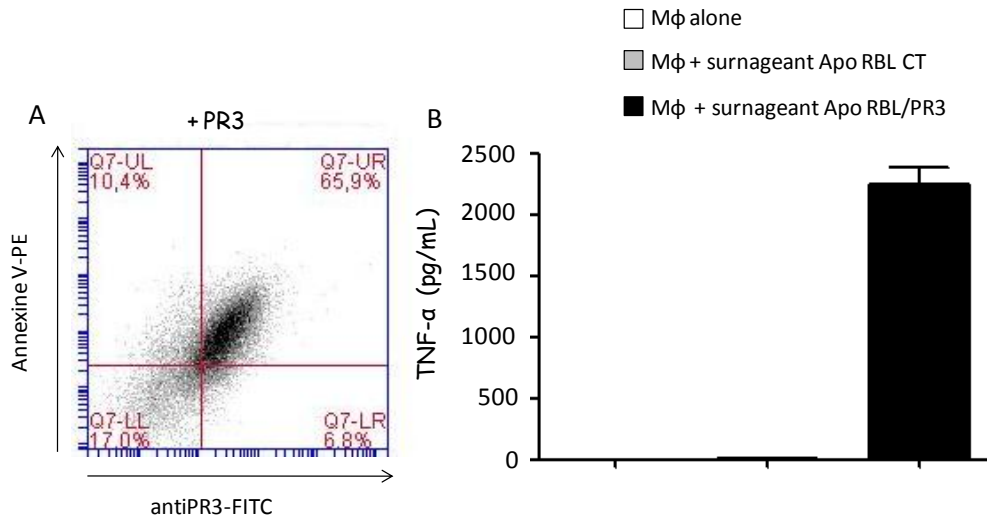 Mφ alone
Mφ + surnageant Apo RBL CT
Mφ + surnageant Apo RBL/PR3
A
+ PR3
Q7-UL
10,4%
Q7-UR
65,9%
Annexine V-PE
Q7-LL
17,0%
Q7-LR
6,8%
antiPR3-FITC
B
TNF-α (pg/mL)
2500
2000
1500
1000
500
0